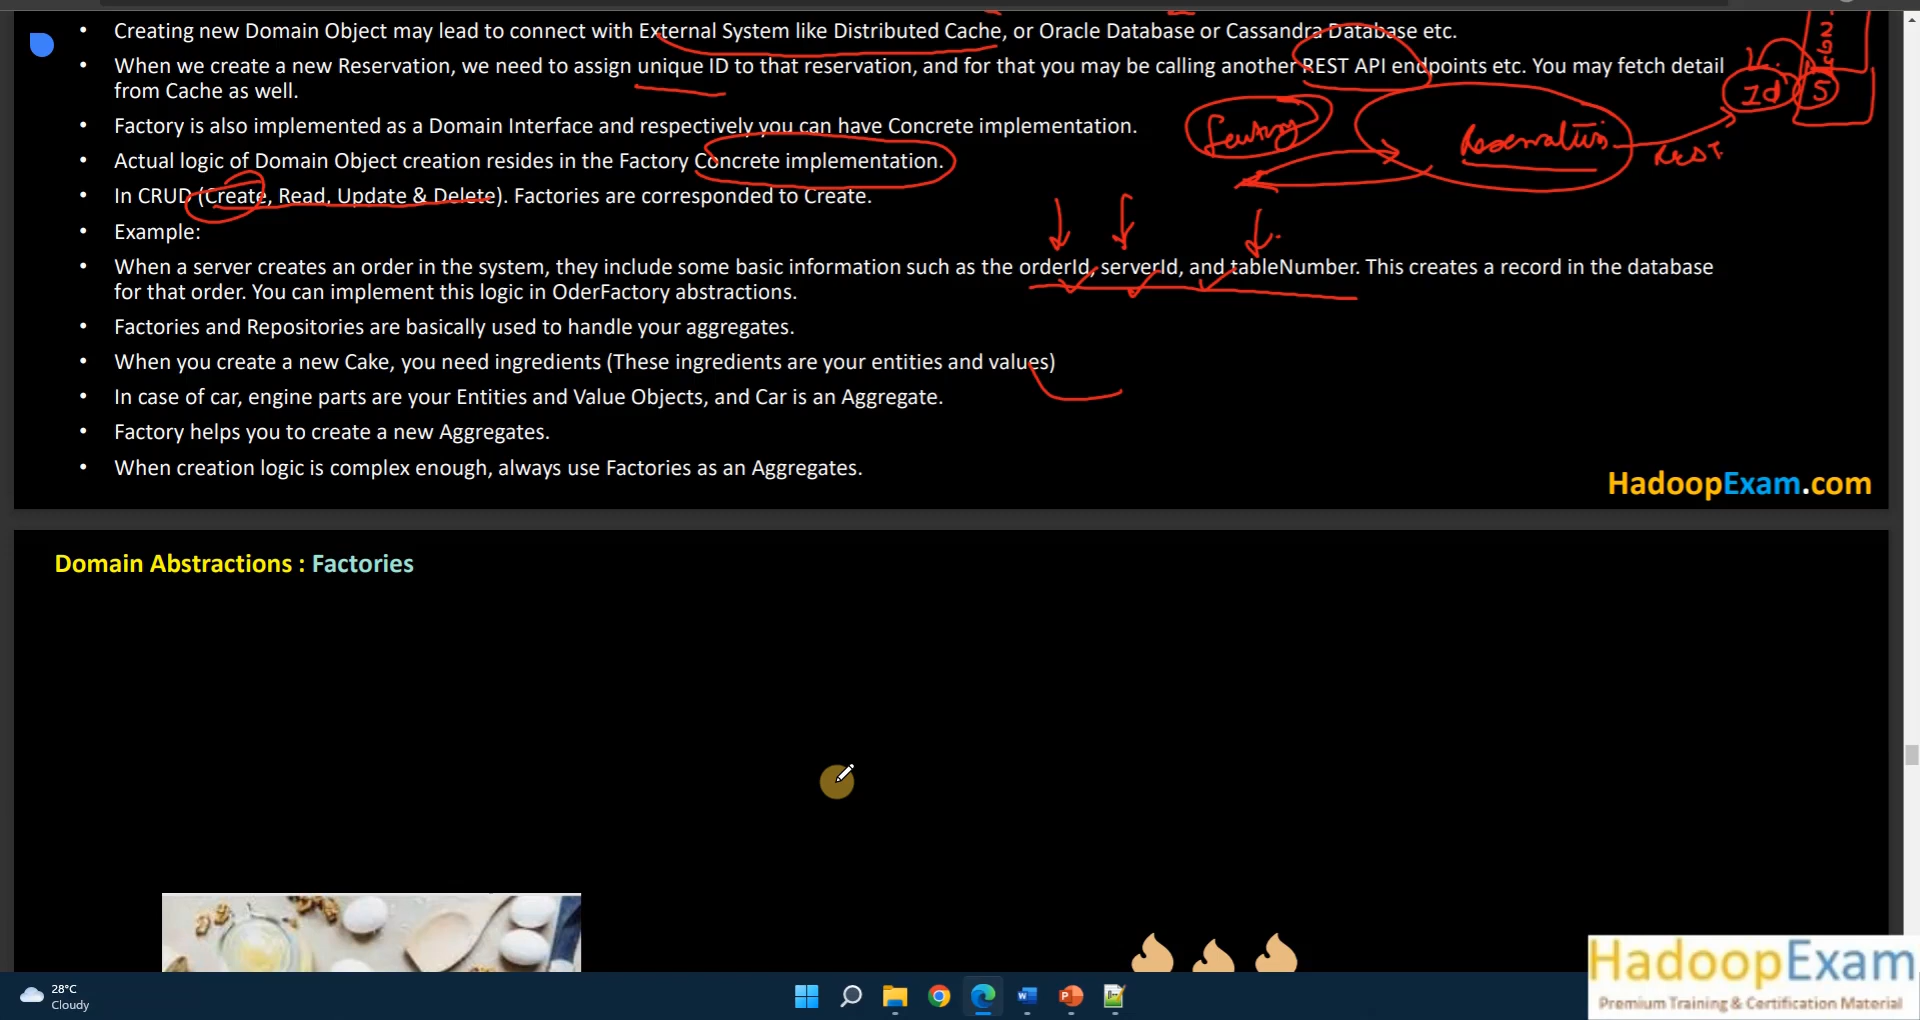 Creating new Domain Object may lead to connect with External System like Distributed Cache, or Oracle Database or Cassandra Database etc.
When we create a new Reservation, we need to assign unique ID to that reservation, and for that you may be calling another REST API endpoints etc. You may fetch detail
from Cache as well.
Id
5
Factory is also implemented as a Domain Interface and respectively you can have Concrete implementation.
Reservation
REST
Actual logic of Domain Object creation resides in the Factory Concrete implementation.
In CRUD (Create, Read, Update & Delete). Factories are corresponded to Create.
Example:
When a server creates an order in the system, they include some basic information such as the orderId, serverId, and tableNumber. This creates a record in the database
for that order. You can implement this logic in OderFactory abstractions.
Factories and Repositories are basically used to handle your aggregates.
When you create a new Cake, you need ingredients (These ingredients are your entities and values)
In case of car, engine parts are your Entities and Value Objects, and Car is an Aggregate.
Factory helps you to create a new Aggregates.
When creation logic is complex enough, always use Factories as an Aggregates.
HadoopExam.com
Domain Abstractions : Factories
HadoopExam
Premium Training & Certification Material
28°C
Cloudy